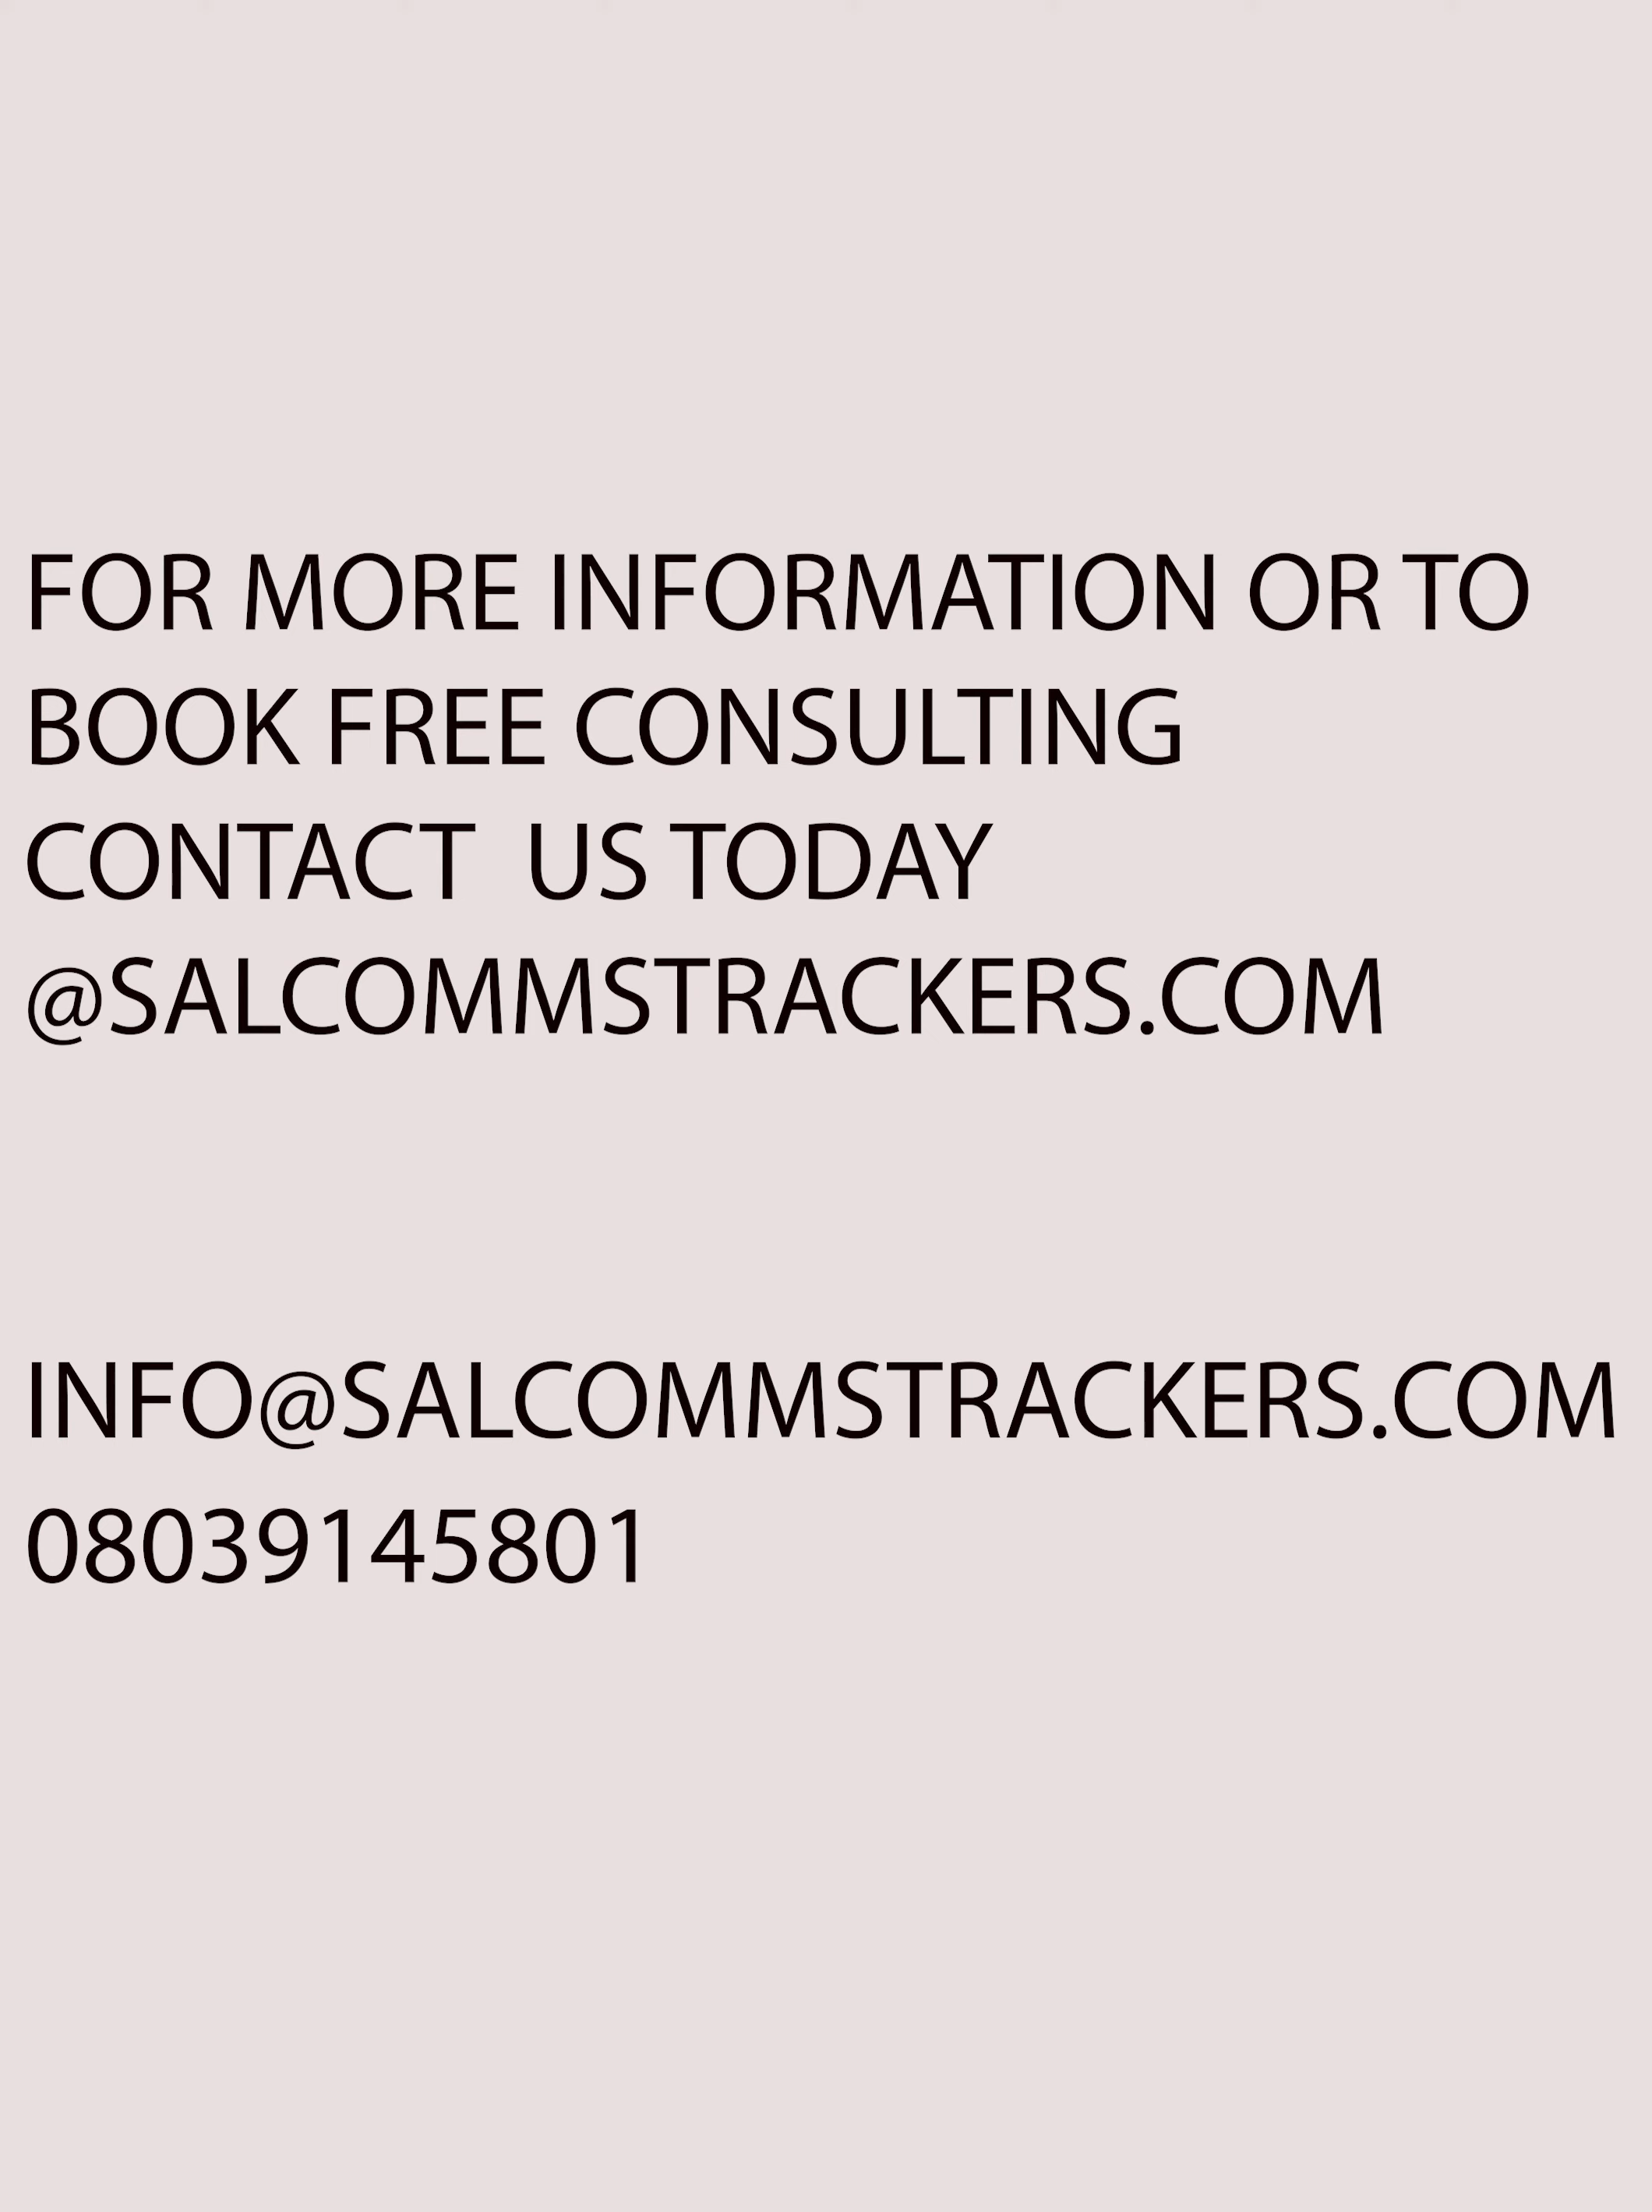 FOR MORE INFORMATION OR TO
BOOK FREE CONSULTING
CONTACT  US TODAY
@SALCOMMSTRACKERS.COM
INFO@SALCOMMSTRACKERS.COM
08039145801